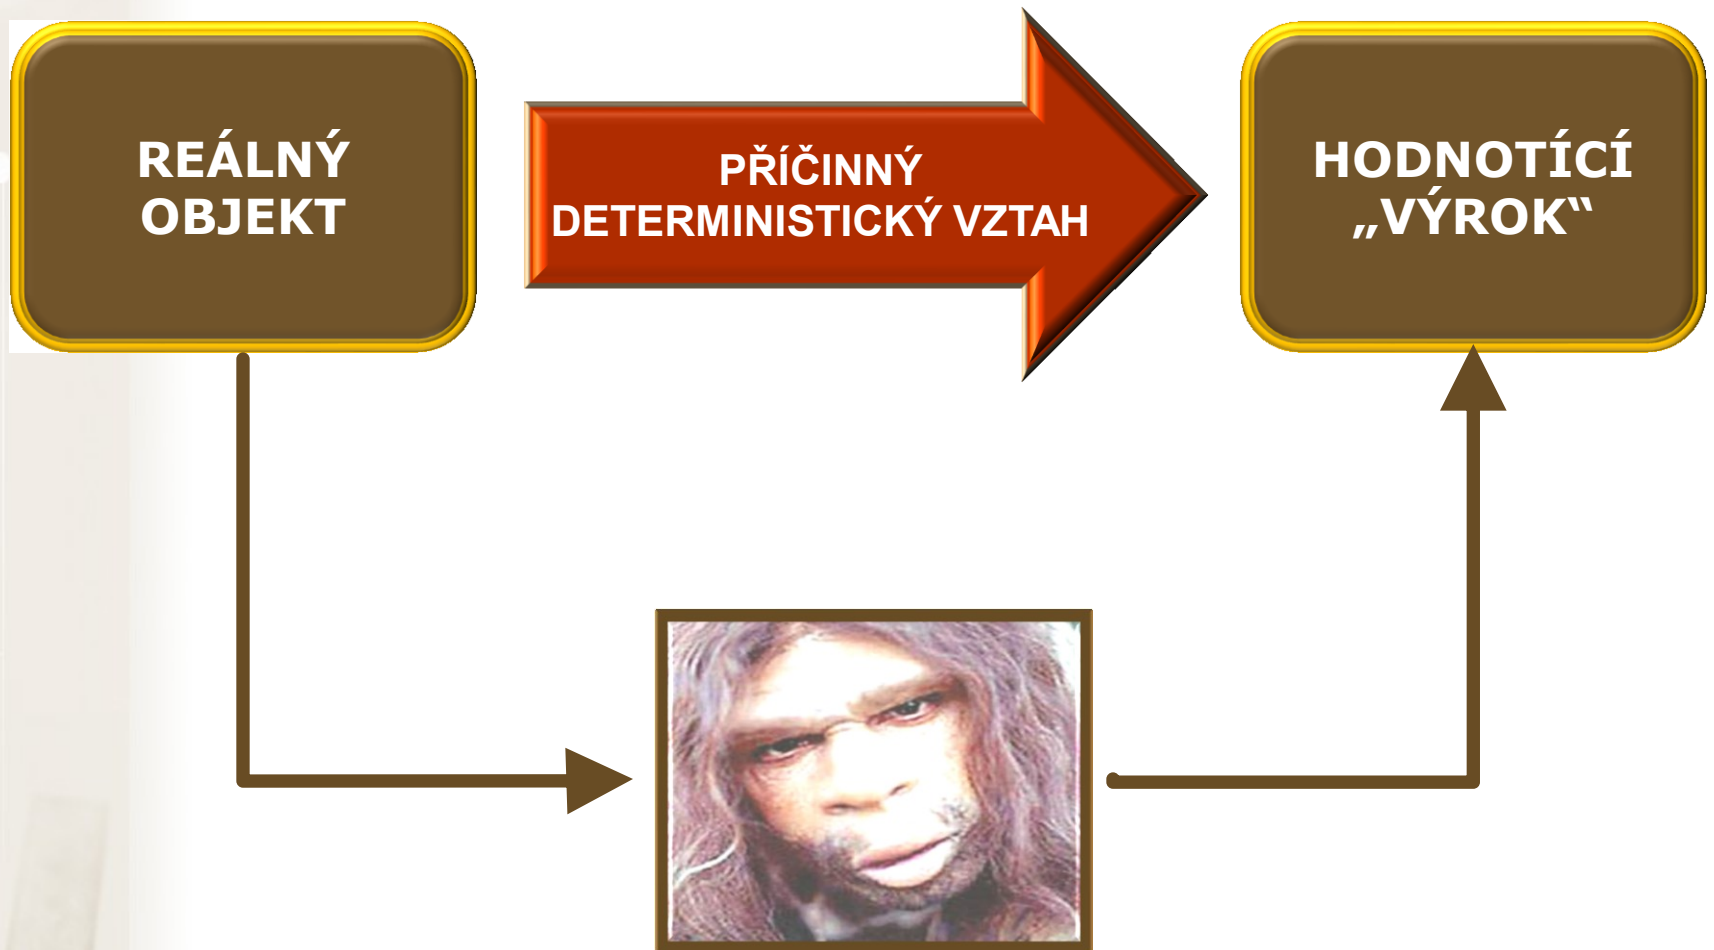 REÁLNÝ
OBJEKT
PŘÍČINNÝ
DETERMINISTICKÝ VZTAH
HODNOTÍCÍ
„VÝROK“